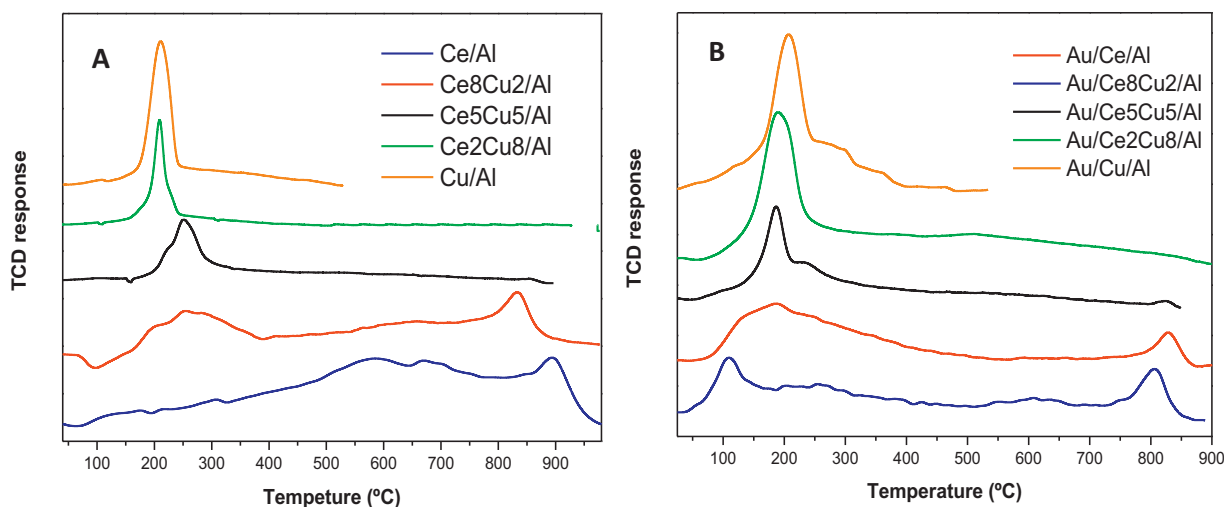 A
Ce/Al
Ce8Cu2/Al
Ce5Cu5/Al
Ce2Cu8/Al
Cu/Al
TCD response
100 200 300 400 500 600 700 800 900
Tempeture (ºC)
B
Au/Ce/Al
Au/Ce8Cu2/Al
Au/Ce5Cu5/Al
Au/Ce2Cu8/Al
Au/Cu/Al
TCD response
100 200 300 400 500 600 700 800 900
Temperature (ºC)